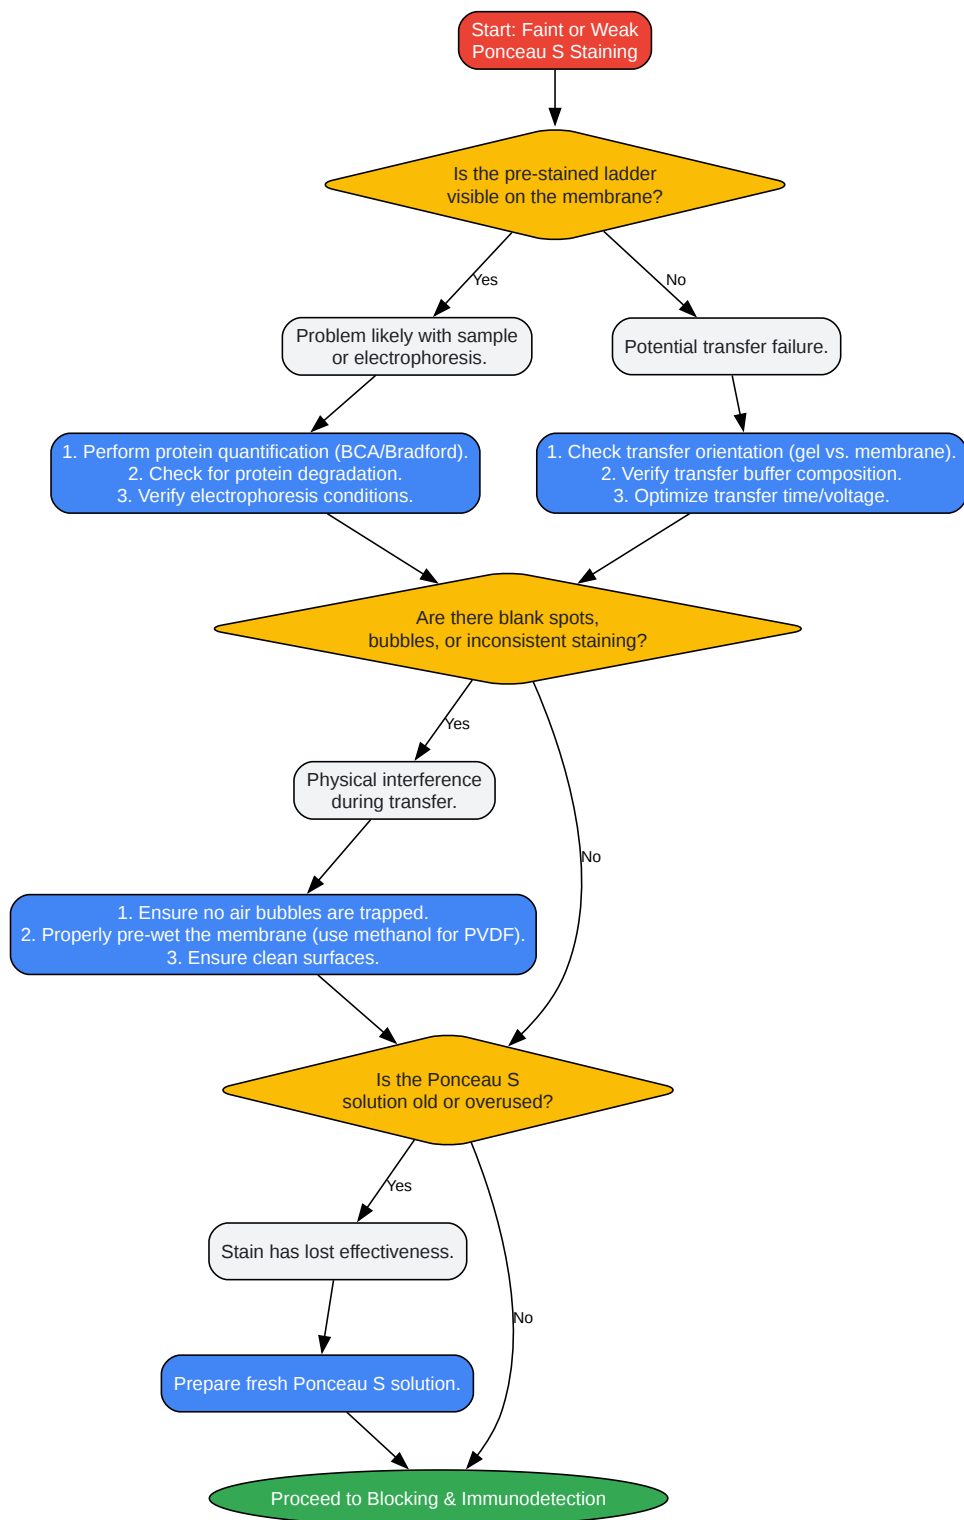 Start: Faint or Weak
Ponceau S Staining
Is the pre-stained ladder
visible on the membrane?
Yes
No
Problem likely with sample
or electrophoresis.
Potential transfer failure.
1. Perform protein quantification (BCA/Bradford).
2. Check for protein degradation.
3. Verify electrophoresis conditions.
1. Check transfer orientation (gel vs. membrane).
2. Verify transfer buffer composition.
3. Optimize transfer time/voltage.
Are there blank spots,
bubbles, or inconsistent staining?
Yes
Physical interference
during transfer.
No
1. Ensure no air bubbles are trapped.
2. Properly pre-wet the membrane (use methanol for PVDF).
3. Ensure clean surfaces.
Is the Ponceau S
solution old or overused?
Yes
Stain has lost effectiveness.
No
Prepare fresh Ponceau S solution.
Proceed to Blocking & Immunodetection